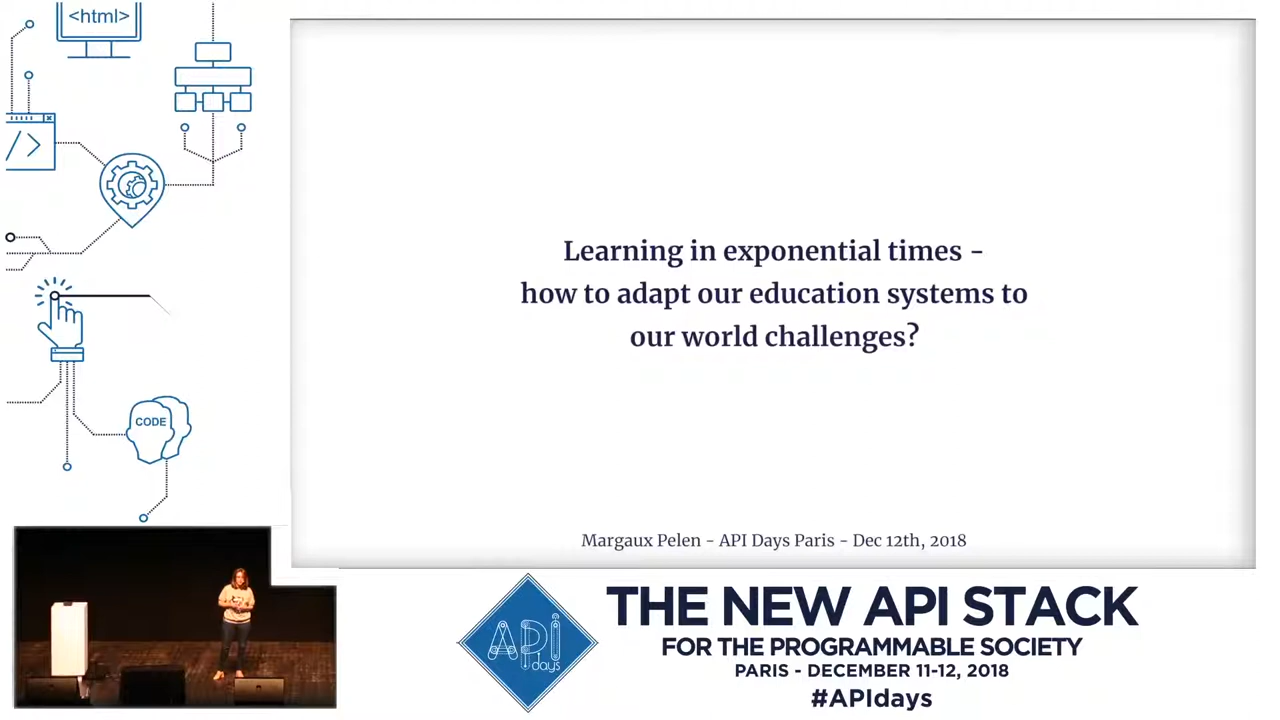 <html>
</>
CODE
Learning in exponential times -
how to adapt our education systems to
our world challenges?
Margaux Pelen - API Days Paris - Dec 12th, 2018
API
days
THE NEW API STACK
FOR THE PROGRAMMABLE SOCIETY
PARIS - DECEMBER 11-12, 2018
#APIdays